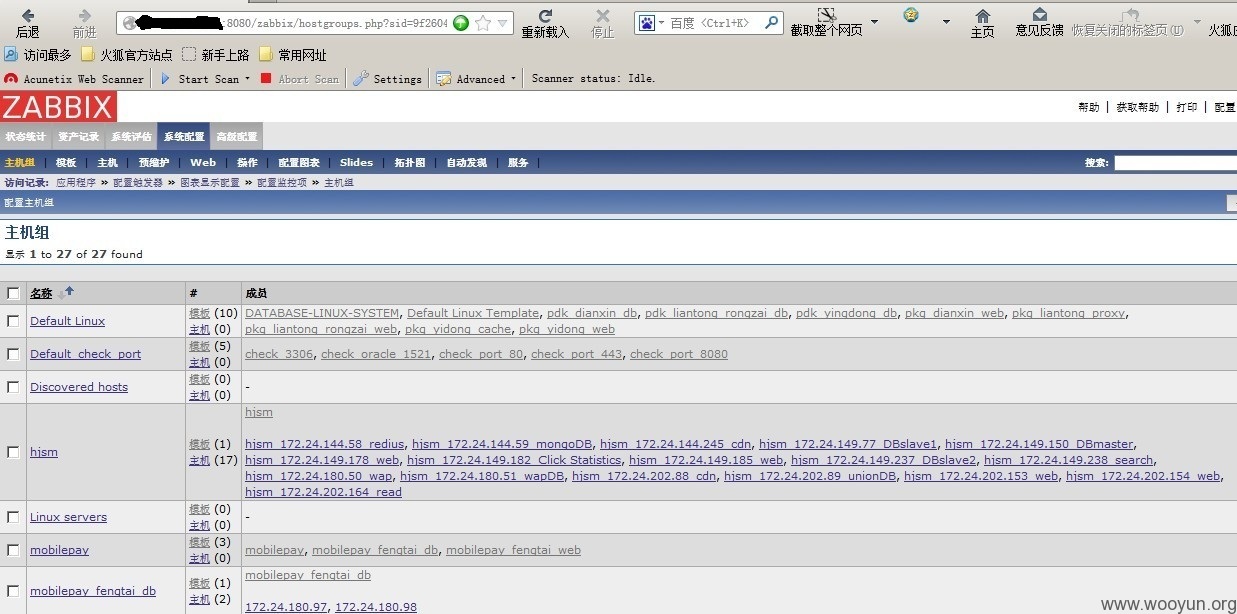 :8080/zabbix/hostgroups.php?sid=9f2604 百度 <Ctrl+K> 截取整个网页
后退 前进 重新载入 停止 主页 意见反馈 恢复关闭的标签页(U) 火狐
访问最多 火狐官方站点 新手上路 常用网址
Acunetix Web Scanner Start Scan Abort Scan Settings Advanced Scanner status: Idle.
ZABBIX
帮助 | 获取帮助 | 打印 | 配置
状态统计 资产记录 系统评估 系统配置 高级配置
主机组 | 模板 | 主机 | 预维护 | Web | 操作 | 配置图表 | Slides | 拓扑图 | 自动发现 | 服务 | 搜索:
访问记录: 应用程序 » 配置触发器 » 图表显示配置 » 配置监控项 » 主机组
配置主机组
主机组
显示 1 to 27 of 27 found
名称 # 成员
Default Linux 模板 (10) 主机 (0)
DATABASE-LINUX-SYSTEM, Default Linux Template, pdk_dianxin_db, pdk_liantong_rongzai_db, pdk_yingdong_db, pkg_dianxin_web, pkg_liantong_proxy,
pkg_liantong_rongzai_web, pkg_yidong_cache, pkg_yidong_web
Default_check_port 模板 (5) 主机 (0)
check_3306, check_oracle_1521, check_port_80, check_port_443, check_port_8080
Discovered hosts 模板 (0) 主机 (0) -
hjsm 模板 (1) 主机 (17)
hjsm
hjsm_172.24.144.58_redius, hjsm_172.24.144.59_mongoDB, hjsm_172.24.144.245_cdn, hjsm_172.24.149.77_DBslave1, hjsm_172.24.149.150_DBmaster,
hjsm_172.24.149.178_web, hjsm_172.24.149.182_Click Statistics, hjsm_172.24.149.185_web, hjsm_172.24.149.237_DBslave2, hjsm_172.24.149.238_search,
hjsm_172.24.180.50_wap, hjsm_172.24.180.51_wapDB, hjsm_172.24.202.88_cdn, hjsm_172.24.202.89_unionDB, hjsm_172.24.202.153_web, hjsm_172.24.202.154_web,
hjsm_172.24.202.164_read
Linux servers 模板 (0) 主机 (0) -
mobilepay 模板 (3) 主机 (0)
mobilepay, mobilepay_fengtai_db, mobilepay_fengtai_web
mobilepay_fengtai_db 模板 (1) 主机 (2)
mobilepay_fengtai_db
172.24.180.97, 172.24.180.98
www.wooyun.org